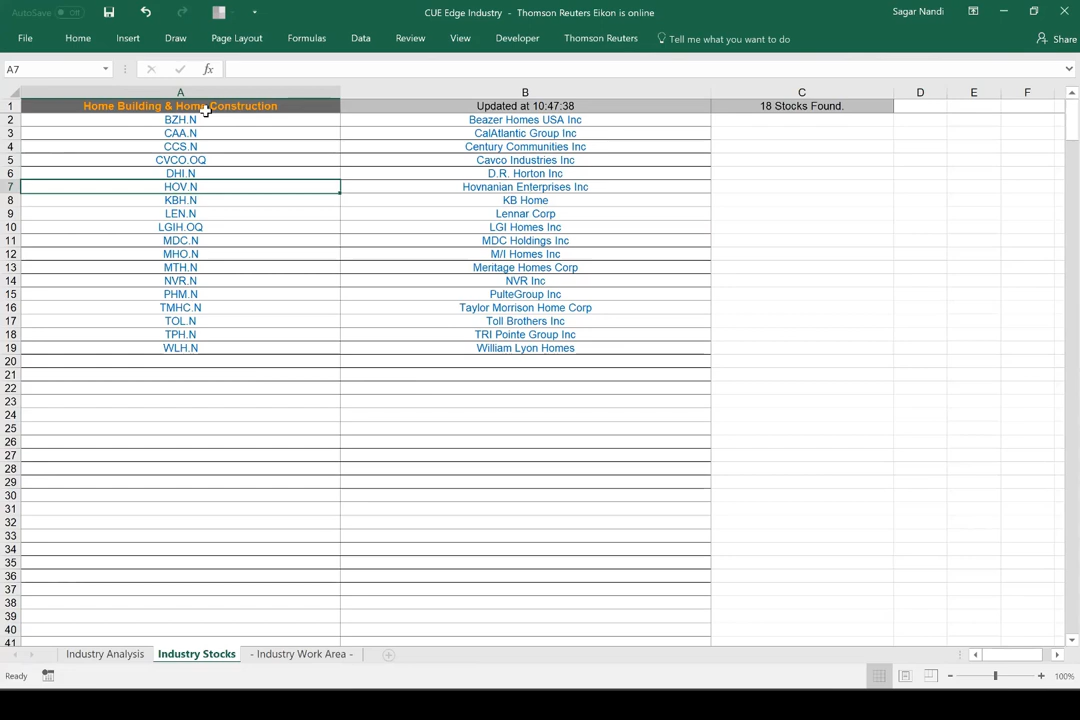 AutoSave Off
CUE Edge Industry - Thomson Reuters Eikon is online
Sagar Nandi
File Home Insert Draw Page Layout Formulas Data Review View Developer Thomson Reuters Tell me what you want to do Share
A7 fx
A B C D E F
1 Home Building & Home Construction Updated at 10:47:38 18 Stocks Found.
2 BZH.N Beazer Homes USA Inc
3 CAA.N CalAtlantic Group Inc
4 CCS.N Century Communities Inc
5 CVCO.OQ Cavco Industries Inc
6 DHI.N D.R. Horton Inc
7 HOV.N Hovnanian Enterprises Inc
8 KBH.N KB Home
9 LEN.N Lennar Corp
10 LGIH.OQ LGI Homes Inc
11 MDC.N MDC Holdings Inc
12 MHO.N M/I Homes Inc
13 MTH.N Meritage Homes Corp
14 NVR.N NVR Inc
15 PHM.N PulteGroup Inc
16 TMHC.N Taylor Morrison Home Corp
17 TOL.N Toll Brothers Inc
18 TPH.N TRI Pointe Group Inc
19 WLH.N William Lyon Homes
20
21
22
23
24
25
26
27
28
29
30
31
32
33
34
35
36
37
38
39
40
41
Industry Analysis Industry Stocks - Industry Work Area -
Ready 100%